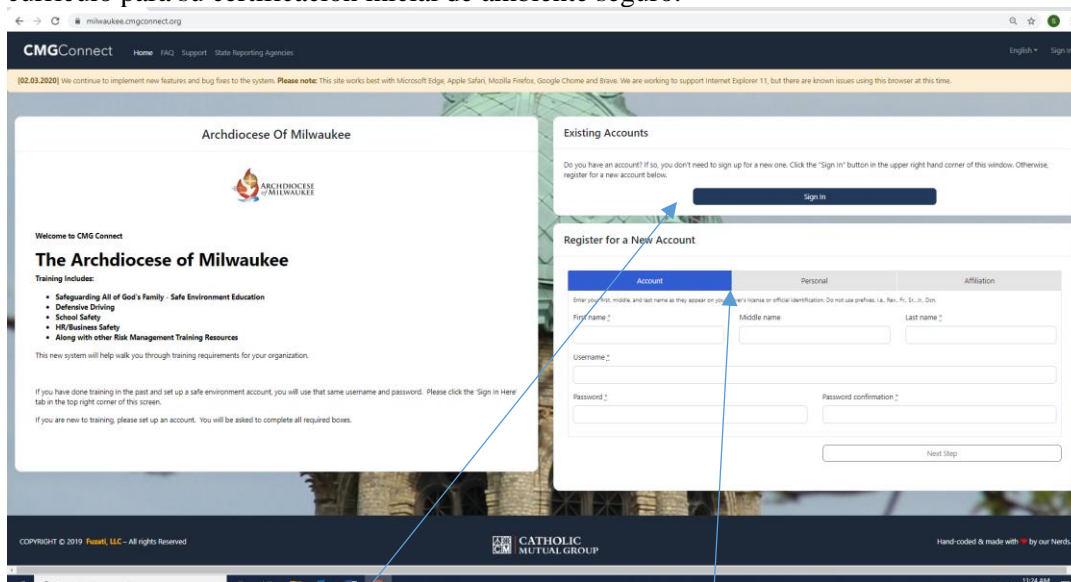 currículo para su certificación inicial de ambiente seguro.
milwaukee.cmgconnect.org
CMGConnect Home FAQ Support State Reporting Agencies English Sign In
[02.03.2020] We continue to implement new features and bug fixes to the system. Please note: This site works best with Microsoft Edge, Apple Safari, Mozilla Firefox, Google Chome and Brave. We are working to support Internet Explorer 11, but there are known issues using this browser at this time.
Archdiocese Of Milwaukee
ARCHDIOCESE
of MILWAUKEE
Welcome to CMG Connect
The Archdiocese of Milwaukee
Training Includes:
• Safeguarding All of God's Family - Safe Environment Education
• Defensive Driving
• School Safety
• HR/Business Safety
• Along with other Risk Management Training Resources
This new system will help walk you through training requirements for your organization.
If you have done training in the past and set up a safe environment account, you will use that same username and password. Please click the 'Sign In Here'
tab in the top right corner of this screen.
If you are new to training, please set up an account. You will be asked to complete all required boxes.
Existing Accounts
Do you have an account? If so, you don't need to sign up for a new one. Click the "Sign In" button in the upper right hand corner of this window. Otherwise,
register for a new account below.
Sign In
Register for a New Account
Account Personal Affiliation
Enter your first, middle, and last name as they appear on your driver's license or official identification. Do not use prefixes, i.e., Rev., Fr., Sr., Jr., Dcn.
First name * Middle name Last name *
Username *
Password * Password confirmation *
Next Step
COPYRIGHT © 2019 Fuzati, LLC – All rights Reserved
CATHOLIC
MUTUAL GROUP
Hand-coded & made with ❤ by our Nerds.
11:24 AM